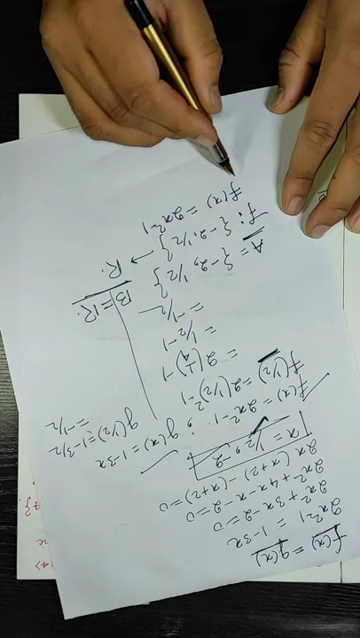 f(x) = g(x)
2x²-1 = 1-3x
2x²+3x-2=0
2x²+4x-x-2=0
2x(x+2)-(x+2)=0
x = 1/2, -2
f(x) = 2x²-1, g(x) = 1-3x
f(1/2) = 2(1/2)²-1 g(1/2) = 1-3/2
= 2(1/4)-1 = -1/2
= 1/2-1
= -1/2
A = {-2, 1/2} B = R.
f: {-2, 1/2} → R.
f(x) = 2x²-1